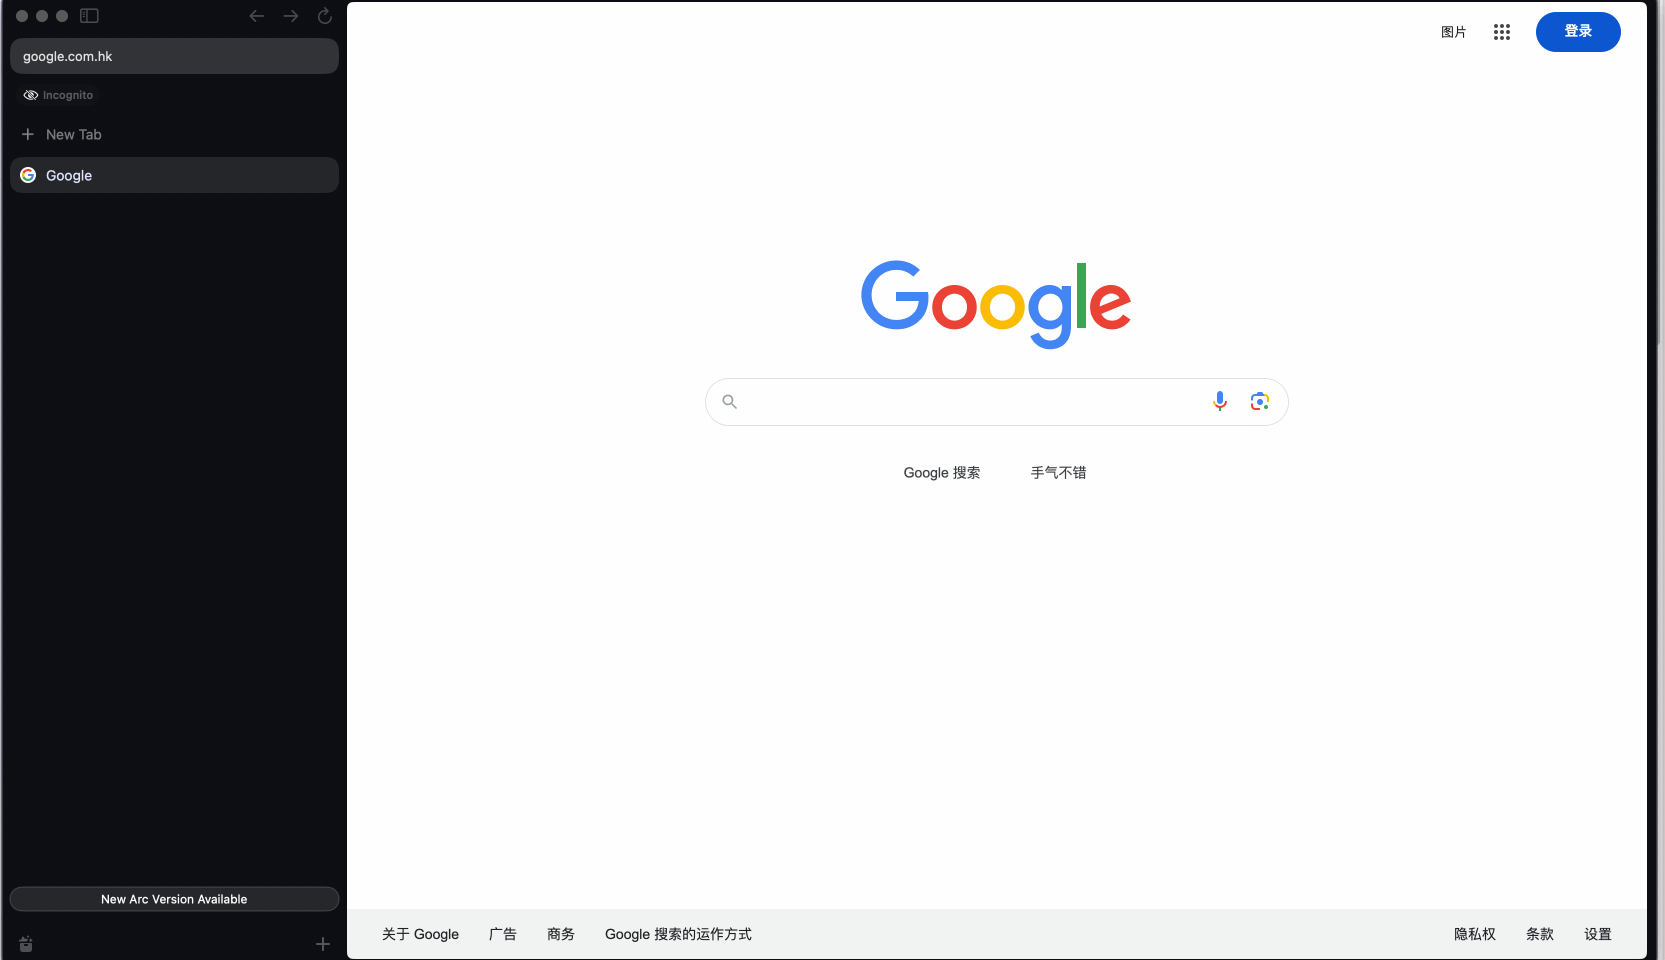 google.com.hk
Incognito
New Tab
Google
New Arc Version Available
图片
登录
Google
Google 搜索
手气不错
关于 Google
广告
商务
Google 搜索的运作方式
隐私权
条款
设置